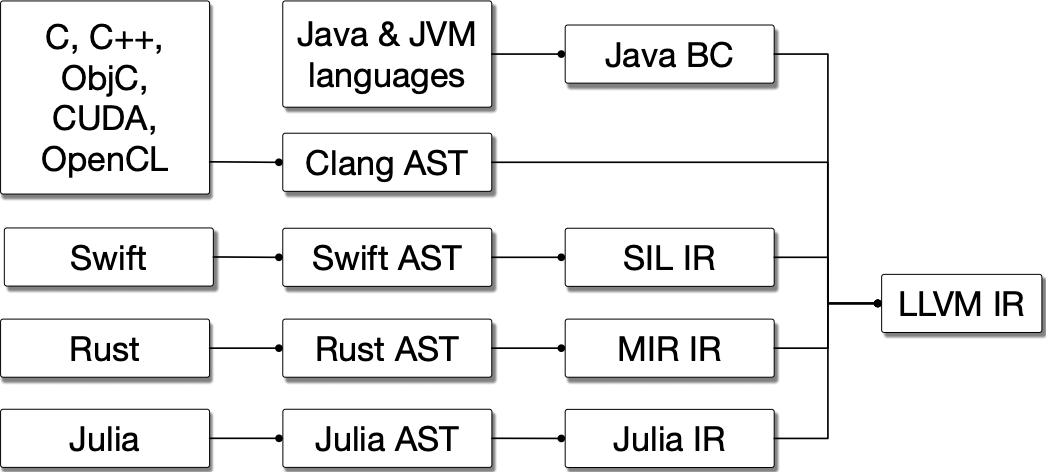 C, C++,
ObjC,
CUDA,
OpenCL
Java & JVM
languages
Java BC
Clang AST
Swift
Swift AST
SIL IR
LLVM IR
Rust
Rust AST
MIR IR
Julia
Julia AST
Julia IR